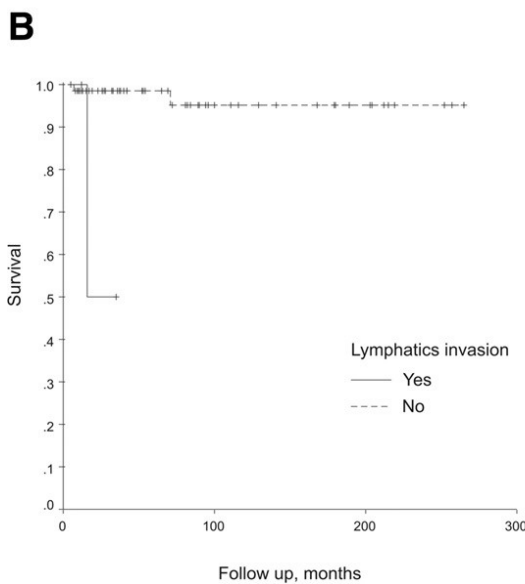 B
1.0
.9
.8
.7
.6
.5
.4
.3
.2
.1
.0
Survival
Lymphatics invasion
Yes
No
0 100 200 300
Follow up, months